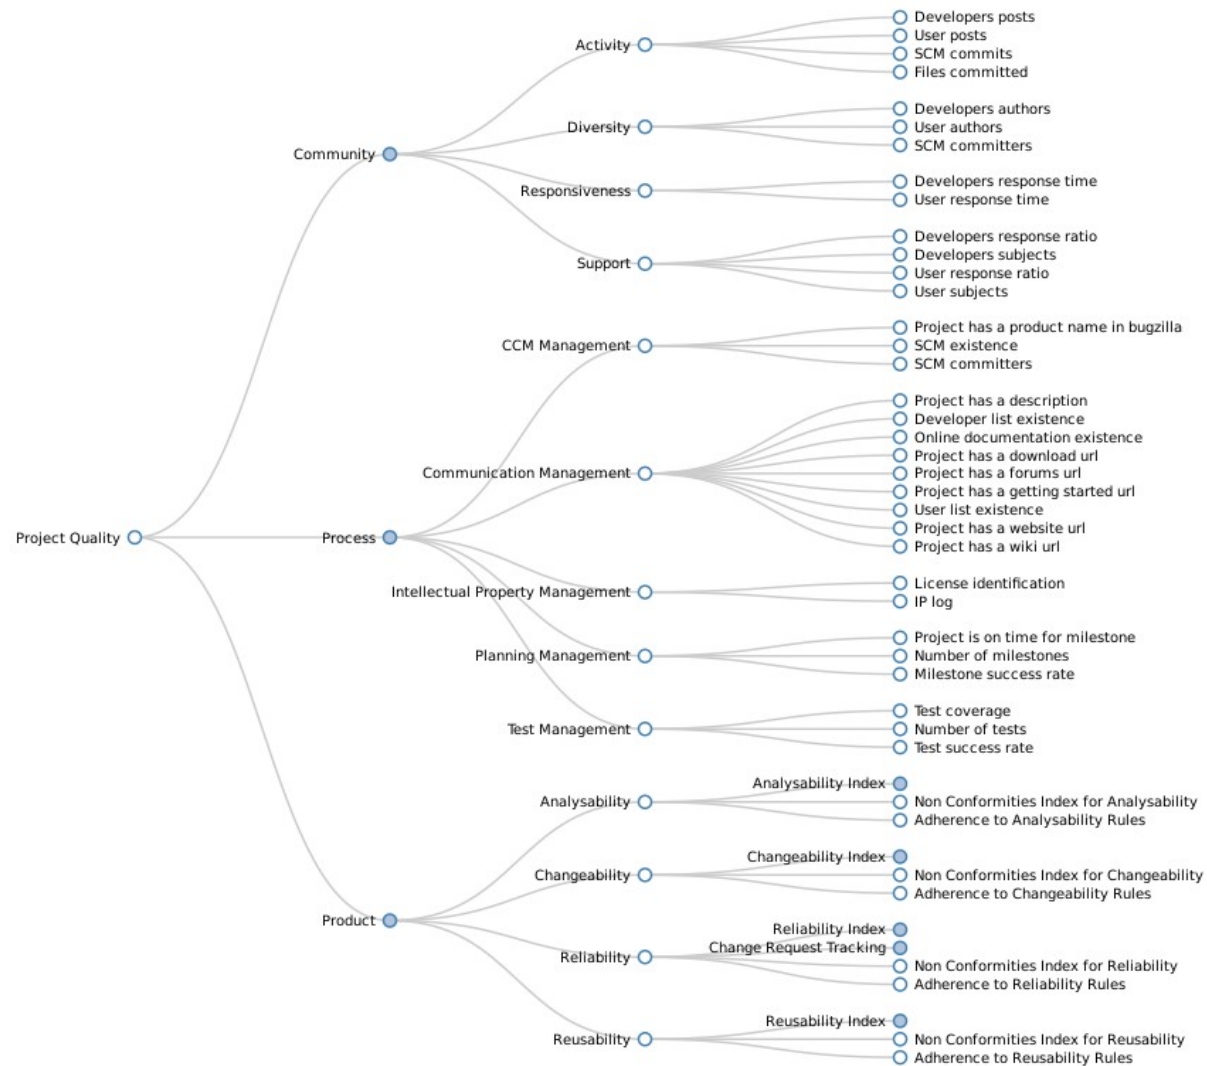 Developers posts
Activity
User posts
SCM commits
Files committed
Developers authors
Diversity
User authors
SCM committers
Community
Developers response time
Responsiveness
User response time
Developers response ratio
Developers subjects
Support
User response ratio
User subjects
Project has a product name in bugzilla
CCM Management
SCM existence
SCM committers
Project has a description
Developer list existence
Online documentation existence
Project has a download url
Communication Management
Project has a forums url
Project has a getting started url
User list existence
Project has a website url
Project Quality
Process
Project has a wiki url
License identification
Intellectual Property Management
IP log
Project is on time for milestone
Planning Management
Number of milestones
Milestone success rate
Test coverage
Test Management
Number of tests
Test success rate
Analysability Index
Analysability
Non Conformities Index for Analysability
Adherence to Analysability Rules
Changeability Index
Changeability
Non Conformities Index for Changeability
Adherence to Changeability Rules
Product
Reliability Index
Change Request Tracking
Reliability
Non Conformities Index for Reliability
Adherence to Reliability Rules
Reusability Index
Reusability
Non Conformities Index for Reusability
Adherence to Reusability Rules